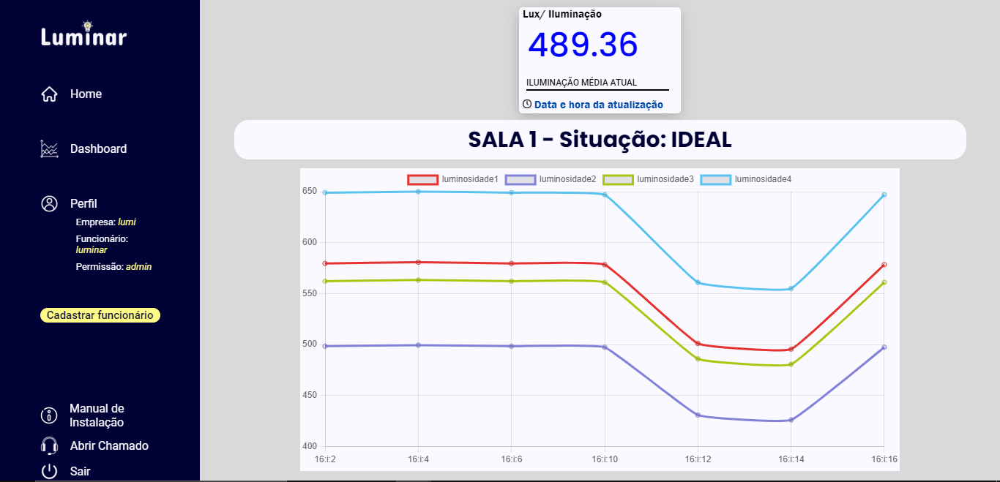 Luminar
Home
Dashboard
Perfil
Empresa: lumi
Funcionário:
luminar
Permissão: admin
Cadastrar funcionário
Manual de
Instalação
Abrir Chamado
Sair
Lux/ Iluminação
489.36
ILUMINAÇÃO MÉDIA ATUAL
Data e hora da atualização
SALA 1 - Situação: IDEAL
luminosidade1 luminosidade2 luminosidade3 luminosidade4
650
600
550
500
450
400
16:i:2 16:i:4 16:i:6 16:i:10 16:i:12 16:i:14 16:i:16